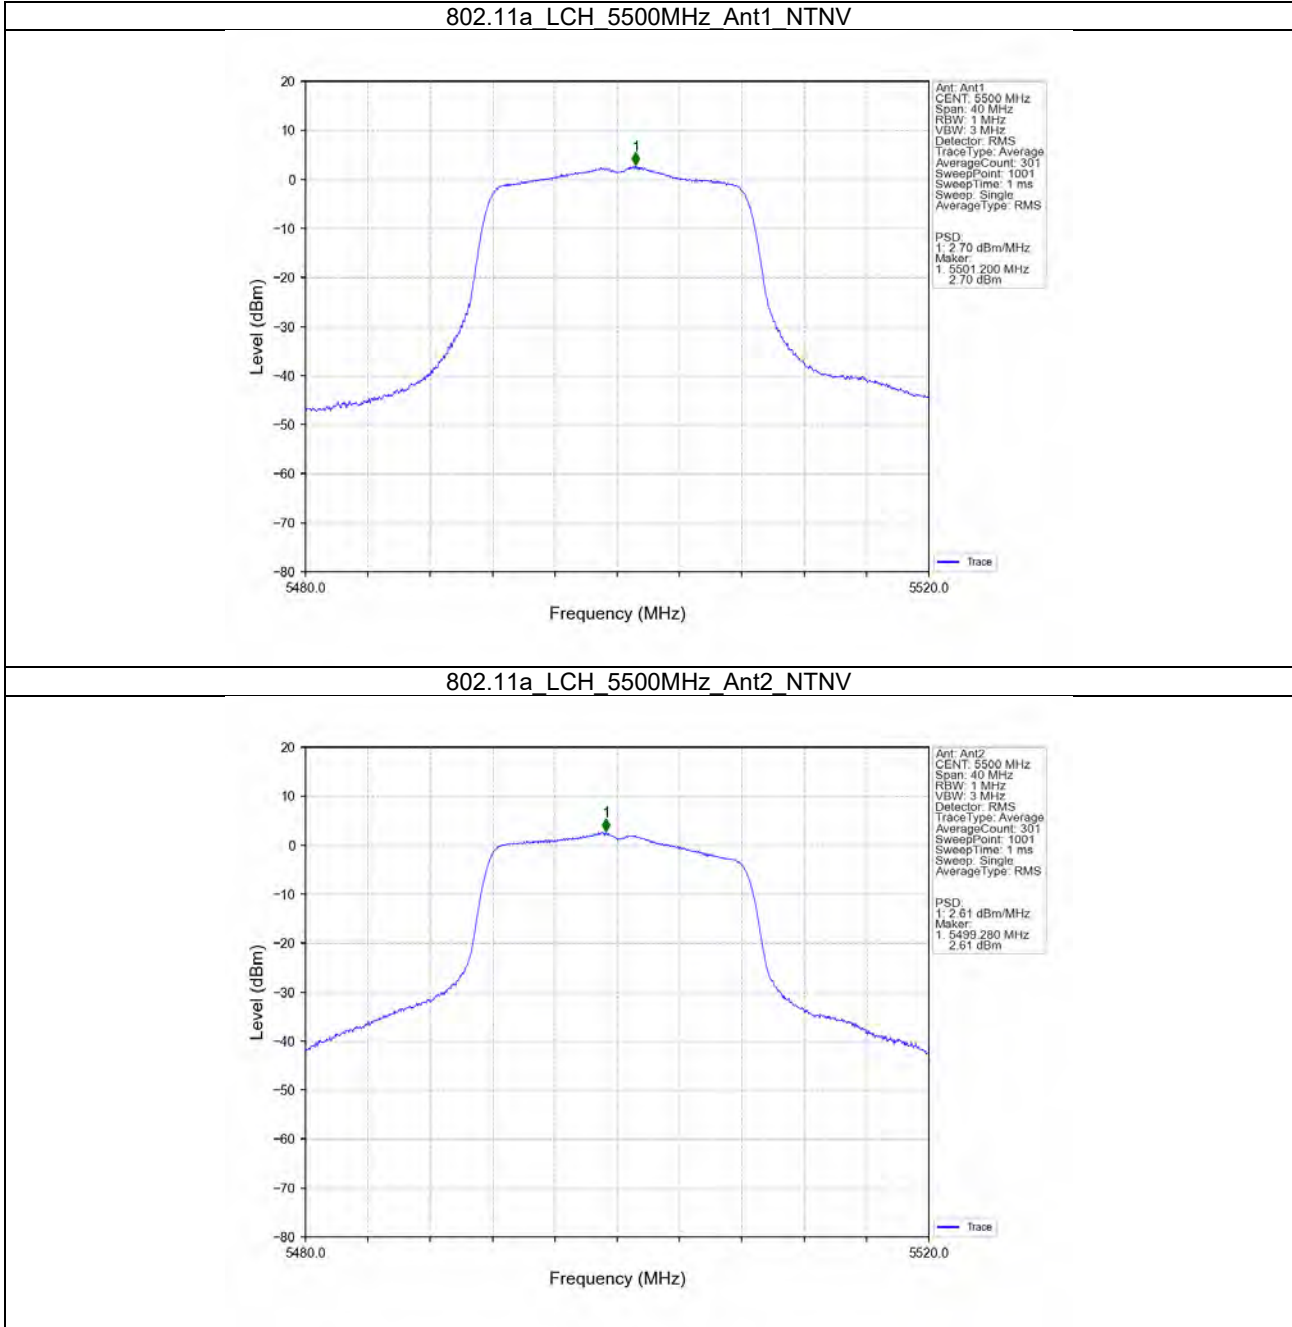 802.11a_LCH_5500MHz_Ant1_NTNV
20
10
0
−10
−20
−30
−40
−50
−60
−70
−80
Level (dBm)
1
5480.0
5520.0
Frequency (MHz)
Ant: Ant1
CENT: 5500 MHz
Span: 40 MHz
RBW: 1 MHz
VBW: 3 MHz
Detector: RMS
TraceType: Average
AverageCount: 301
SweepPoint: 1001
SweepTime: 1 ms
Sweep: Single
AverageType: RMS
PSD:
1: 2.70 dBm/MHz
Maker:
1. 5501.200 MHz
2.70 dBm
Trace
802.11a_LCH_5500MHz_Ant2_NTNV
20
10
0
−10
−20
−30
−40
−50
−60
−70
−80
Level (dBm)
1
5480.0
5520.0
Frequency (MHz)
Ant: Ant2
CENT: 5500 MHz
Span: 40 MHz
RBW: 1 MHz
VBW: 3 MHz
Detector: RMS
TraceType: Average
AverageCount: 301
SweepPoint: 1001
SweepTime: 1 ms
Sweep: Single
AverageType: RMS
PSD:
1: 2.61 dBm/MHz
Maker:
1. 5499.280 MHz
2.61 dBm
Trace